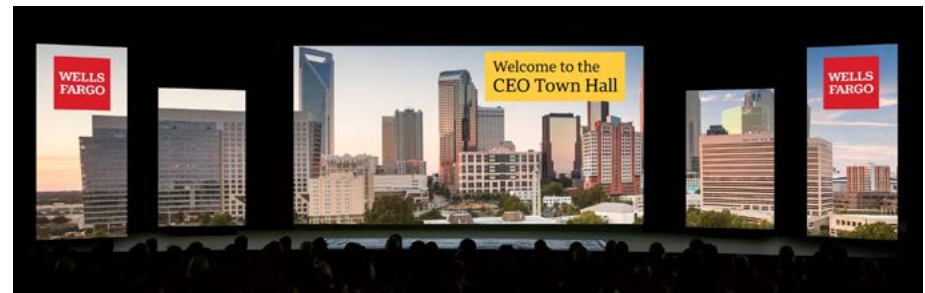 WELLS
FARGO
Welcome to the
CEO Town Hall
WELLS
FARGO